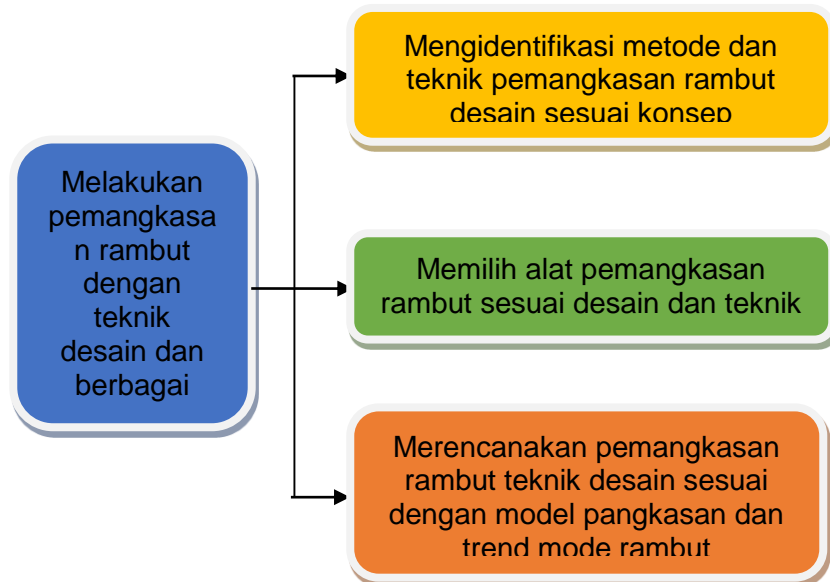 Melakukan
pemangkasa
n rambut
dengan
teknik
desain dan
berbagai
Mengidentifikasi metode dan
teknik pemangkasan rambut
desain sesuai konsep
Memilih alat pemangkasan
rambut sesuai desain dan teknik
Merencanakan pemangkasan
rambut teknik desain sesuai
dengan model pangkasan dan
trend mode rambut